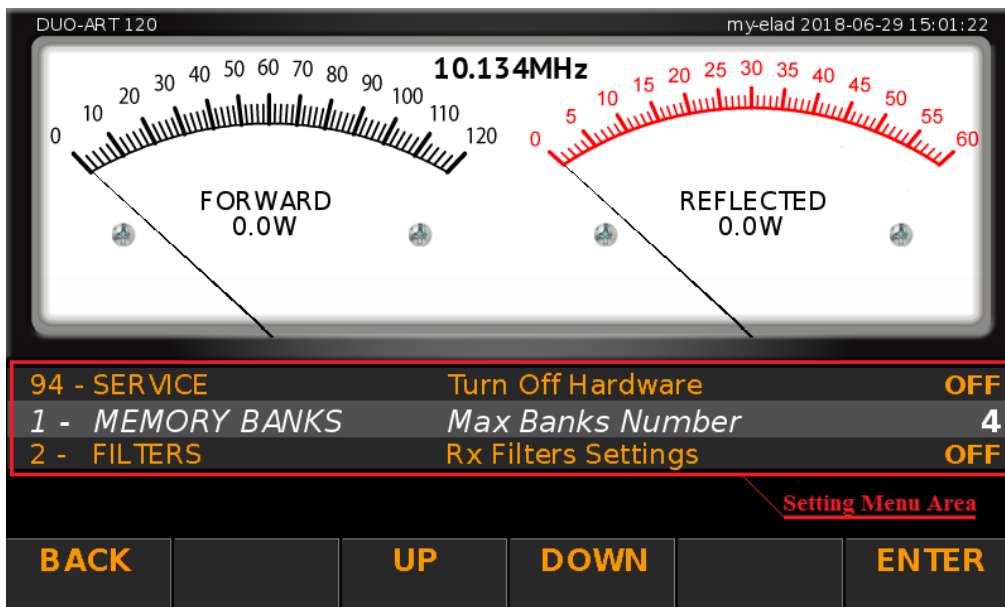 DUO-ART 120 my-elad 2018-06-29 15:01:22
10.134MHz
0 10 20 30 40 50 60 70 80 90 100 110 120
0 5 10 15 20 25 30 35 40 45 50 55 60
FORWARD
0.0W
REFLECTED
0.0W
94 - SERVICE Turn Off Hardware OFF
1 - MEMORY BANKS Max Banks Number 4
2 - FILTERS Rx Filters Settings OFF
Setting Menu Area
BACK UP DOWN ENTER